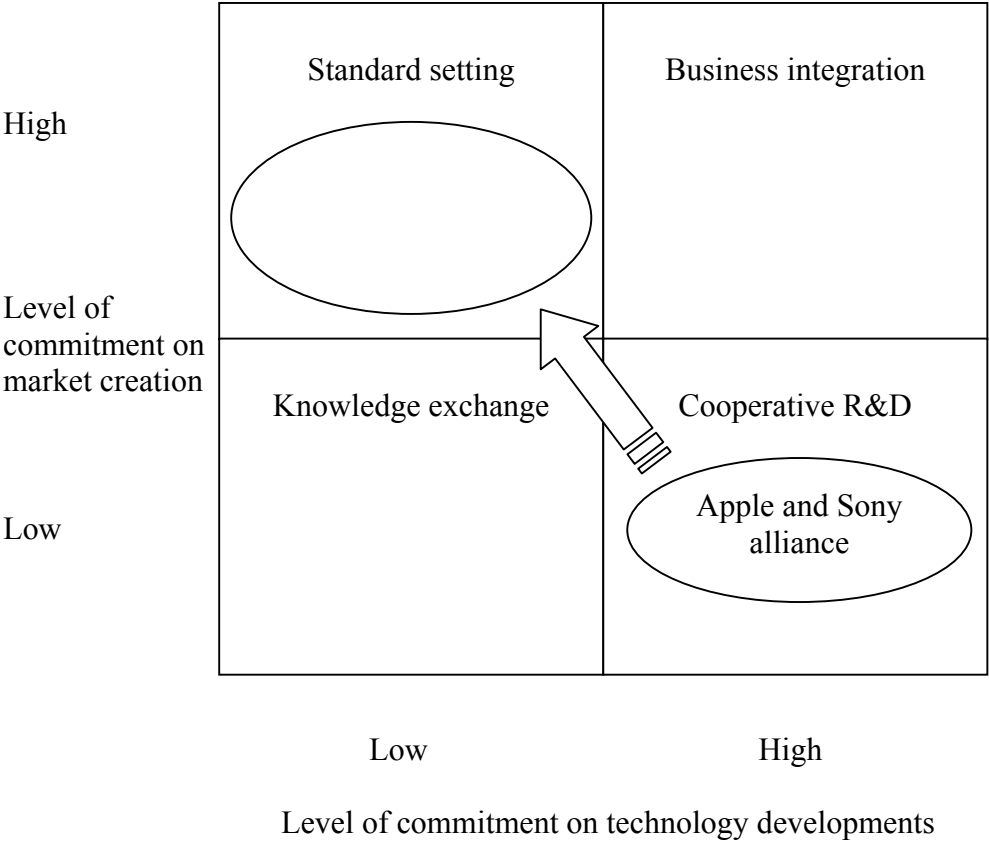 Standard setting
Business integration
High
Level of
commitment on
market creation
Knowledge exchange
Cooperative R&D
Apple and Sony
alliance
Low
Low
High
Level of commitment on technology developments